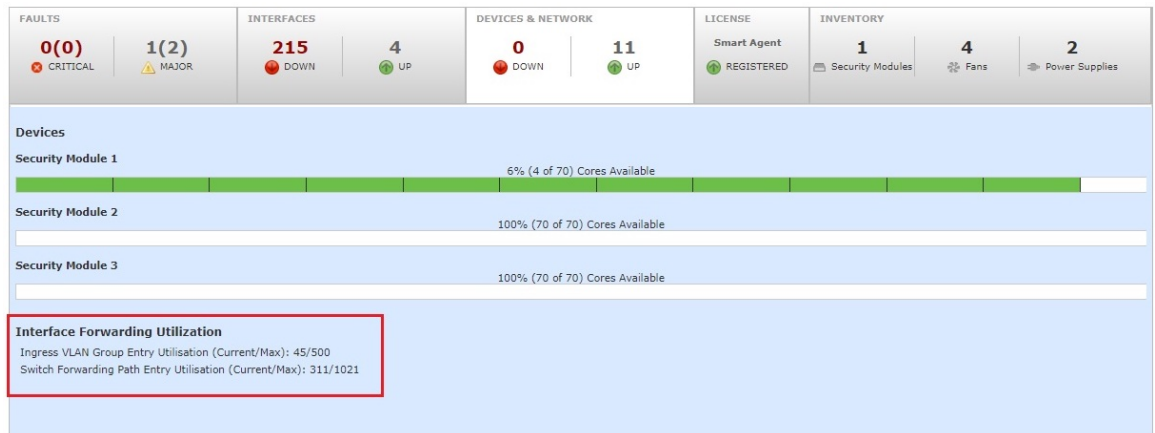 FAULTS
0(0)
CRITICAL
1(2)
MAJOR
INTERFACES
215
DOWN
4
UP
DEVICES & NETWORK
0
DOWN
11
UP
LICENSE
Smart Agent
REGISTERED
INVENTORY
1
Security Modules
4
Fans
2
Power Supplies
Devices
Security Module 1
6% (4 of 70) Cores Available
Security Module 2
100% (70 of 70) Cores Available
Security Module 3
100% (70 of 70) Cores Available
Interface Forwarding Utilization
Ingress VLAN Group Entry Utilisation (Current/Max): 45/500
Switch Forwarding Path Entry Utilisation (Current/Max): 311/1021